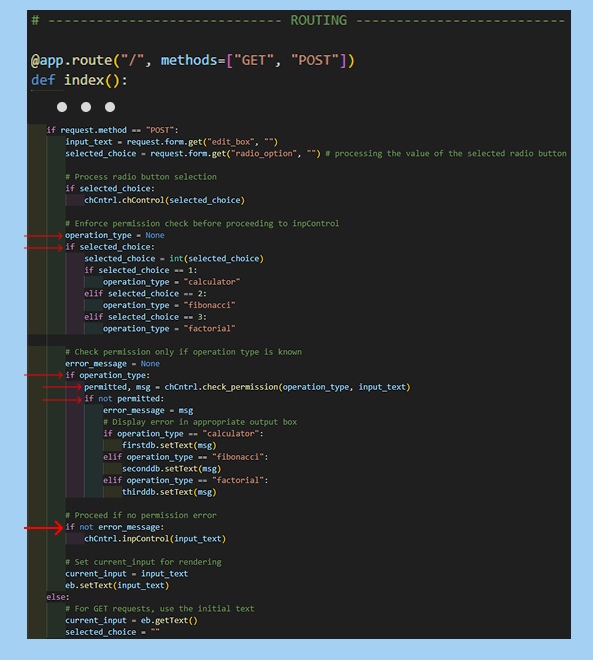 # ----------------------------- ROUTING --------------------------
@app.route("/", methods=["GET", "POST"])
def index():
if request.method == "POST":
input_text = request.form.get("edit_box", "")
selected_choice = request.form.get("radio_option", "") # processing the value of the selected radio button
# Process radio button selection
if selected_choice:
chCntrl.chControl(selected_choice)
# Enforce permission check before proceeding to inpControl
operation_type = None
if selected_choice:
selected_choice = int(selected_choice)
if selected_choice == 1:
operation_type = "calculator"
elif selected_choice == 2:
operation_type = "fibonacci"
elif selected_choice == 3:
operation_type = "factorial"
# Check permission only if operation type is known
error_message = None
if operation_type:
permitted, msg = chCntrl.check_permission(operation_type, input_text)
if not permitted:
error_message = msg
# Display error in appropriate output box
if operation_type == "calculator":
firstdb.setText(msg)
elif operation_type == "fibonacci":
seconddb.setText(msg)
elif operation_type == "factorial":
thirddb.setText(msg)
# Proceed if no permission error
if not error_message:
chCntrl.inpControl(input_text)
# Set current_input for rendering
current_input = input_text
eb.setText(input_text)
else:
# For GET requests, use the initial text
current_input = eb.getText()
selected_choice = ""